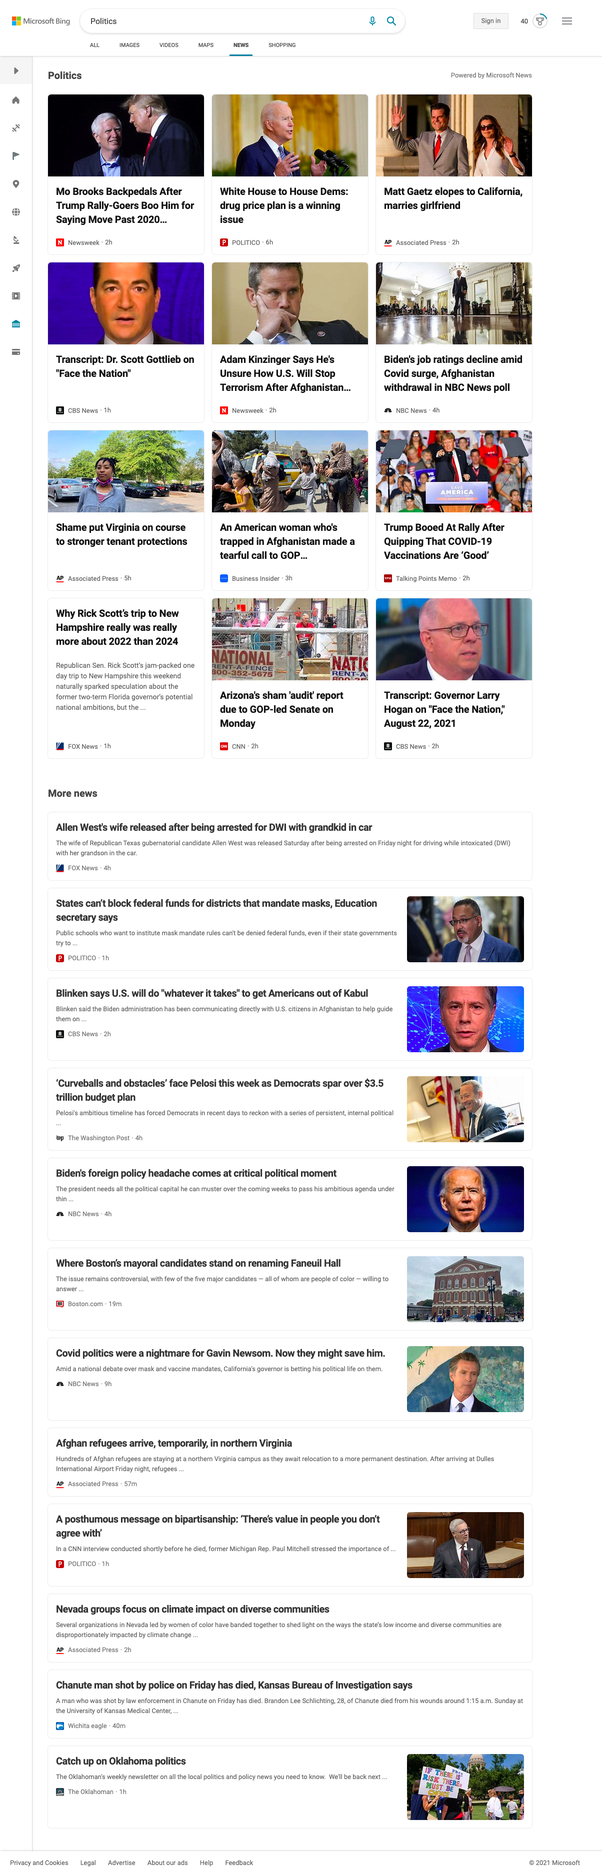 Microsoft Bing
Politics
Sign in
40
ALL
IMAGES
VIDEOS
MAPS
NEWS
SHOPPING
Politics
Powered by Microsoft News
Mo Brooks Backpedals After
Trump Rally-Goers Boo Him for
Saying Move Past 2020...
Newsweek · 2h
White House to House Dems:
drug price plan is a winning
issue
POLITICO · 6h
Matt Gaetz elopes to California,
marries girlfriend
AP Associated Press · 2h
Transcript: Dr. Scott Gottlieb on
"Face the Nation"
CBS News · 1h
Adam Kinzinger Says He's
Unsure How U.S. Will Stop
Terrorism After Afghanistan...
Newsweek · 2h
Biden's job ratings decline amid
Covid surge, Afghanistan
withdrawal in NBC News poll
NBC News · 4h
Shame put Virginia on course
to stronger tenant protections
AP Associated Press · 5h
An American woman who's
trapped in Afghanistan made a
tearful call to GOP...
Business Insider · 3h
AMERICA
Trump Booed At Rally After
Quipping That COVID-19
Vaccinations Are ‘Good’
Talking Points Memo · 2h
Why Rick Scott's trip to New
Hampshire really was really
more about 2022 than 2024
Republican Sen. Rick Scott's jam-packed one
day trip to New Hampshire this weekend
naturally sparked speculation about the
former two-term Florida governor's potential
national ambitions, but the ...
FOX News · 1h
NATIONAL
RENT-A-FENCE
800-352-5675
NATIO
Arizona's sham 'audit' report
due to GOP-led Senate on
Monday
CNN · 2h
Transcript: Governor Larry
Hogan on "Face the Nation,"
August 22, 2021
CBS News · 2h
More news
Allen West's wife released after being arrested for DWI with grandkid in car
The wife of Republican Texas gubernatorial candidate Allen West was released Saturday after being arrested on Friday night for driving while intoxicated (DWI)
with her grandson in the car.
FOX News · 4h
States can't block federal funds for districts that mandate masks, Education
secretary says
Public schools who want to institute mask mandate rules can't be denied federal funds, even if their state governments
try to ...
POLITICO · 1h
Blinken says U.S. will do "whatever it takes" to get Americans out of Kabul
Blinken said the Biden administration has been communicating directly with U.S. citizens in Afghanistan to help guide
them on ...
CBS News · 2h
‘Curveballs and obstacles’ face Pelosi this week as Democrats spar over $3.5
trillion budget plan
Pelosi's ambitious timeline has forced Democrats in recent days to reckon with a series of persistent, internal political
...
wp The Washington Post · 4h
Biden's foreign policy headache comes at critical political moment
The president needs all the political capital he can muster over the coming weeks to pass his ambitious agenda under
thin ...
NBC News · 4h
Where Boston's mayoral candidates stand on renaming Faneuil Hall
The issue remains controversial, with few of the five major candidates — all of whom are people of color — willing to
answer ...
Boston.com · 19m
Covid politics were a nightmare for Gavin Newsom. Now they might save him.
Amid a national debate over mask and vaccine mandates, California's governor is betting his political life on them.
NBC News · 9h
Afghan refugees arrive, temporarily, in northern Virginia
Hundreds of Afghan refugees are staying at a northern Virginia campus as they await relocation to a more permanent destination. After arriving at Dulles
International Airport Friday night, refugees ...
AP Associated Press · 57m
A posthumous message on bipartisanship: ‘There's value in people you don't
agree with’
In a CNN interview conducted shortly before he died, former Michigan Rep. Paul Mitchell stressed the importance of ...
POLITICO · 1h
Nevada groups focus on climate impact on diverse communities
Several organizations in Nevada led by women of color have banded together to shed light on the ways the state's low income and diverse communities are
disproportionately impacted by climate change ...
AP Associated Press · 2h
Chanute man shot by police on Friday has died, Kansas Bureau of Investigation says
A man who was shot by law enforcement in Chanute on Friday has died. Brandon Lee Schlichting, 28, of Chanute died from his wounds around 1:15 a.m. Sunday at
the University of Kansas Medical Center, ...
Wichita eagle · 40m
Catch up on Oklahoma politics
The Oklahoman's weekly newsletter on all the local politics and policy news you need to know. We'll be back next ...
The Oklahoman · 1h
IF THERE IS
RISK THERE
MUST BE
Privacy and Cookies
Legal
Advertise
About our ads
Help
Feedback
© 2021 Microsoft